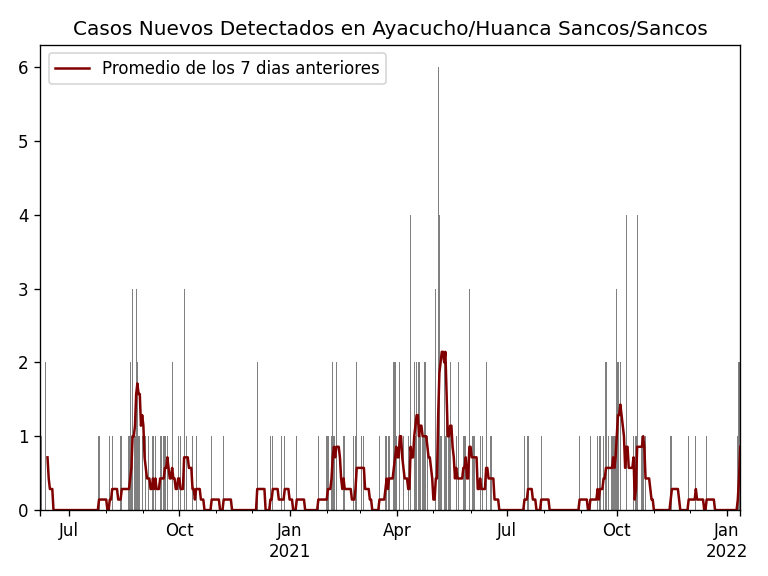 Casos Nuevos Detectados en Ayacucho/Huanca Sancos/Sancos
Promedio de los 7 dias anteriores
6
5
4
3
2
1
0
Jul Oct Jan Apr Jul Oct Jan
2021 2022